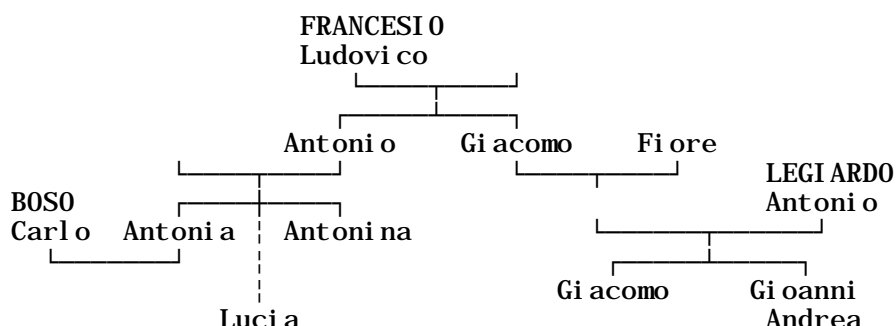 FRANCESIO
Ludovico
Antonio Giacomo Fiore
LEGIARDO
BOSO
Antonio
Carlo Antonia Antonina
Giacomo Gioanni
Lucia Andrea